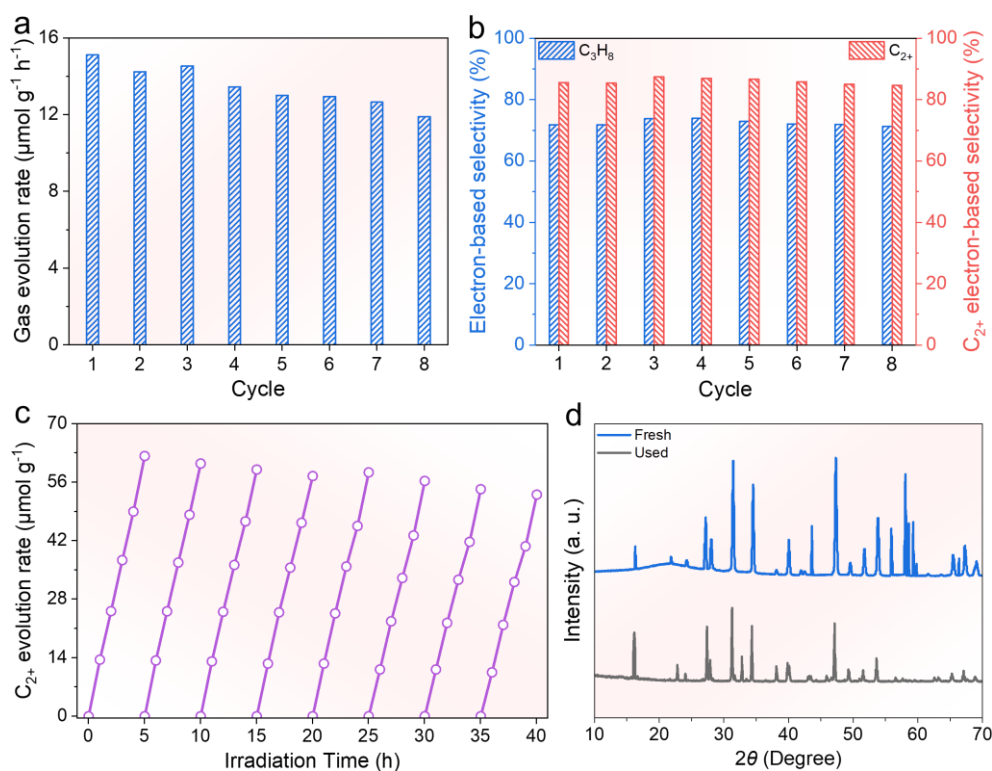 a
16
12
8
4
0
Gas evolution rate (μmol g⁻¹ h⁻¹)
1 2 3 4 5 6 7 8
Cycle
b
C₃H₈
C₂₊
100
80
60
40
20
0
Electron-based selectivity (%)
100
80
60
40
20
0
C₂₊ electron-based selectivity (%)
1 2 3 4 5 6 7 8
Cycle
c
70
56
42
28
14
0
C₂₊ evolution rate (μmol g⁻¹)
0 5 10 15 20 25 30 35 40
Irradiation Time (h)
d
Fresh
Used
Intensity (a. u.)
10 20 30 40 50 60 70
2θ (Degree)